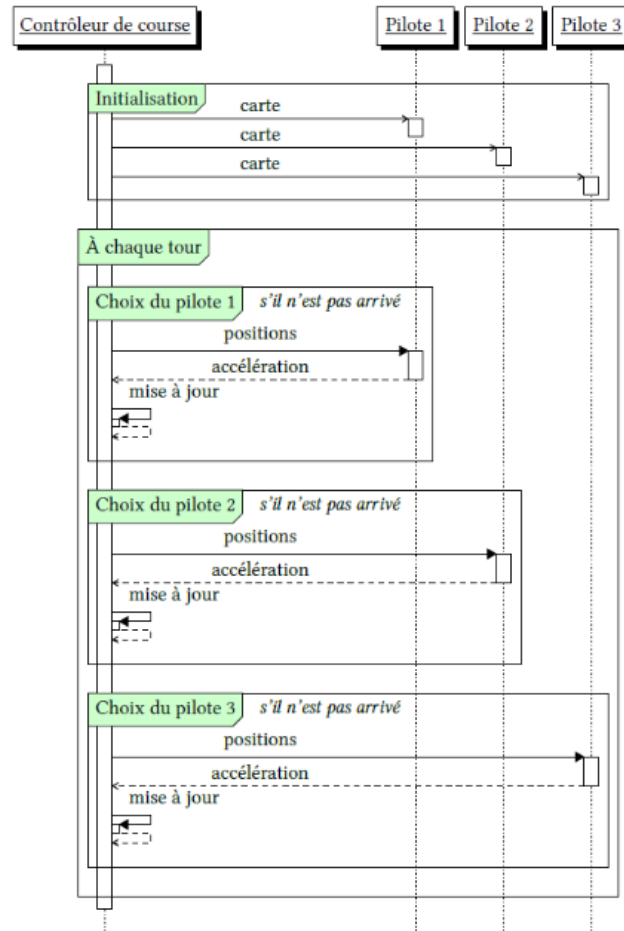 Contrôleur de course
Pilote 1
Pilote 2
Pilote 3
Initialisation
carte
carte
carte
À chaque tour
Choix du pilote 1
s'il n'est pas arrivé
positions
accélération
mise à jour
Choix du pilote 2
s'il n'est pas arrivé
positions
accélération
mise à jour
Choix du pilote 3
s'il n'est pas arrivé
positions
accélération
mise à jour